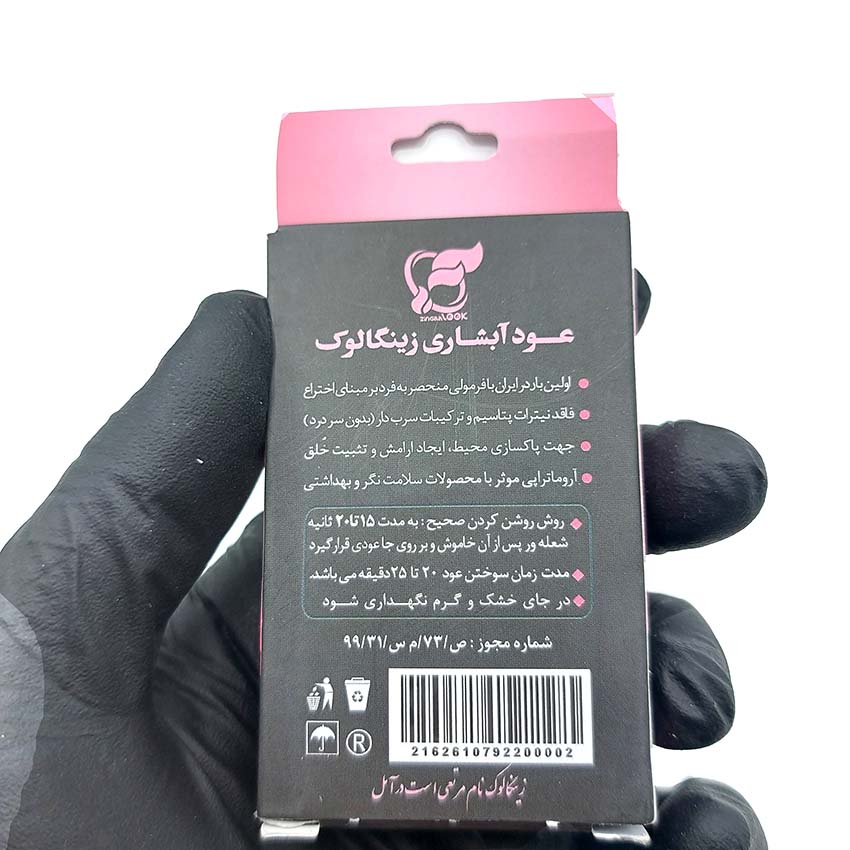 zingaalOOK
عود آبشاری زینگالوک
● اولین بار در ایران با فرمولی منحصر به فرد بر مبنای اختراع
● فاقد نیترات پتاسیم و ترکیبات سرب دار (بدون سر درد)
● جهت پاکسازی محیط، ایجاد ارامش و تثبیت خُلق
● آروماتراپی موثر با محصولات سلامت نگر و بهداشتی
◆ روش روشن کردن صحیح : به مدت ۱۵ تا ۲۰ ثانیه
شعله ور پس از آن خاموش و بر روی جا عودی قرار گیرد
◆ مدت زمان سوختن عود ۲۰ تا ۲۵ دقیقه می باشد.
◆ در جای خشک و گرم نگهداری شود
شماره مجوز : ص/۷۳/م س/۹۹/۳۱
®
2162610792200002
زینگالوک نام مرتعی است در آمل